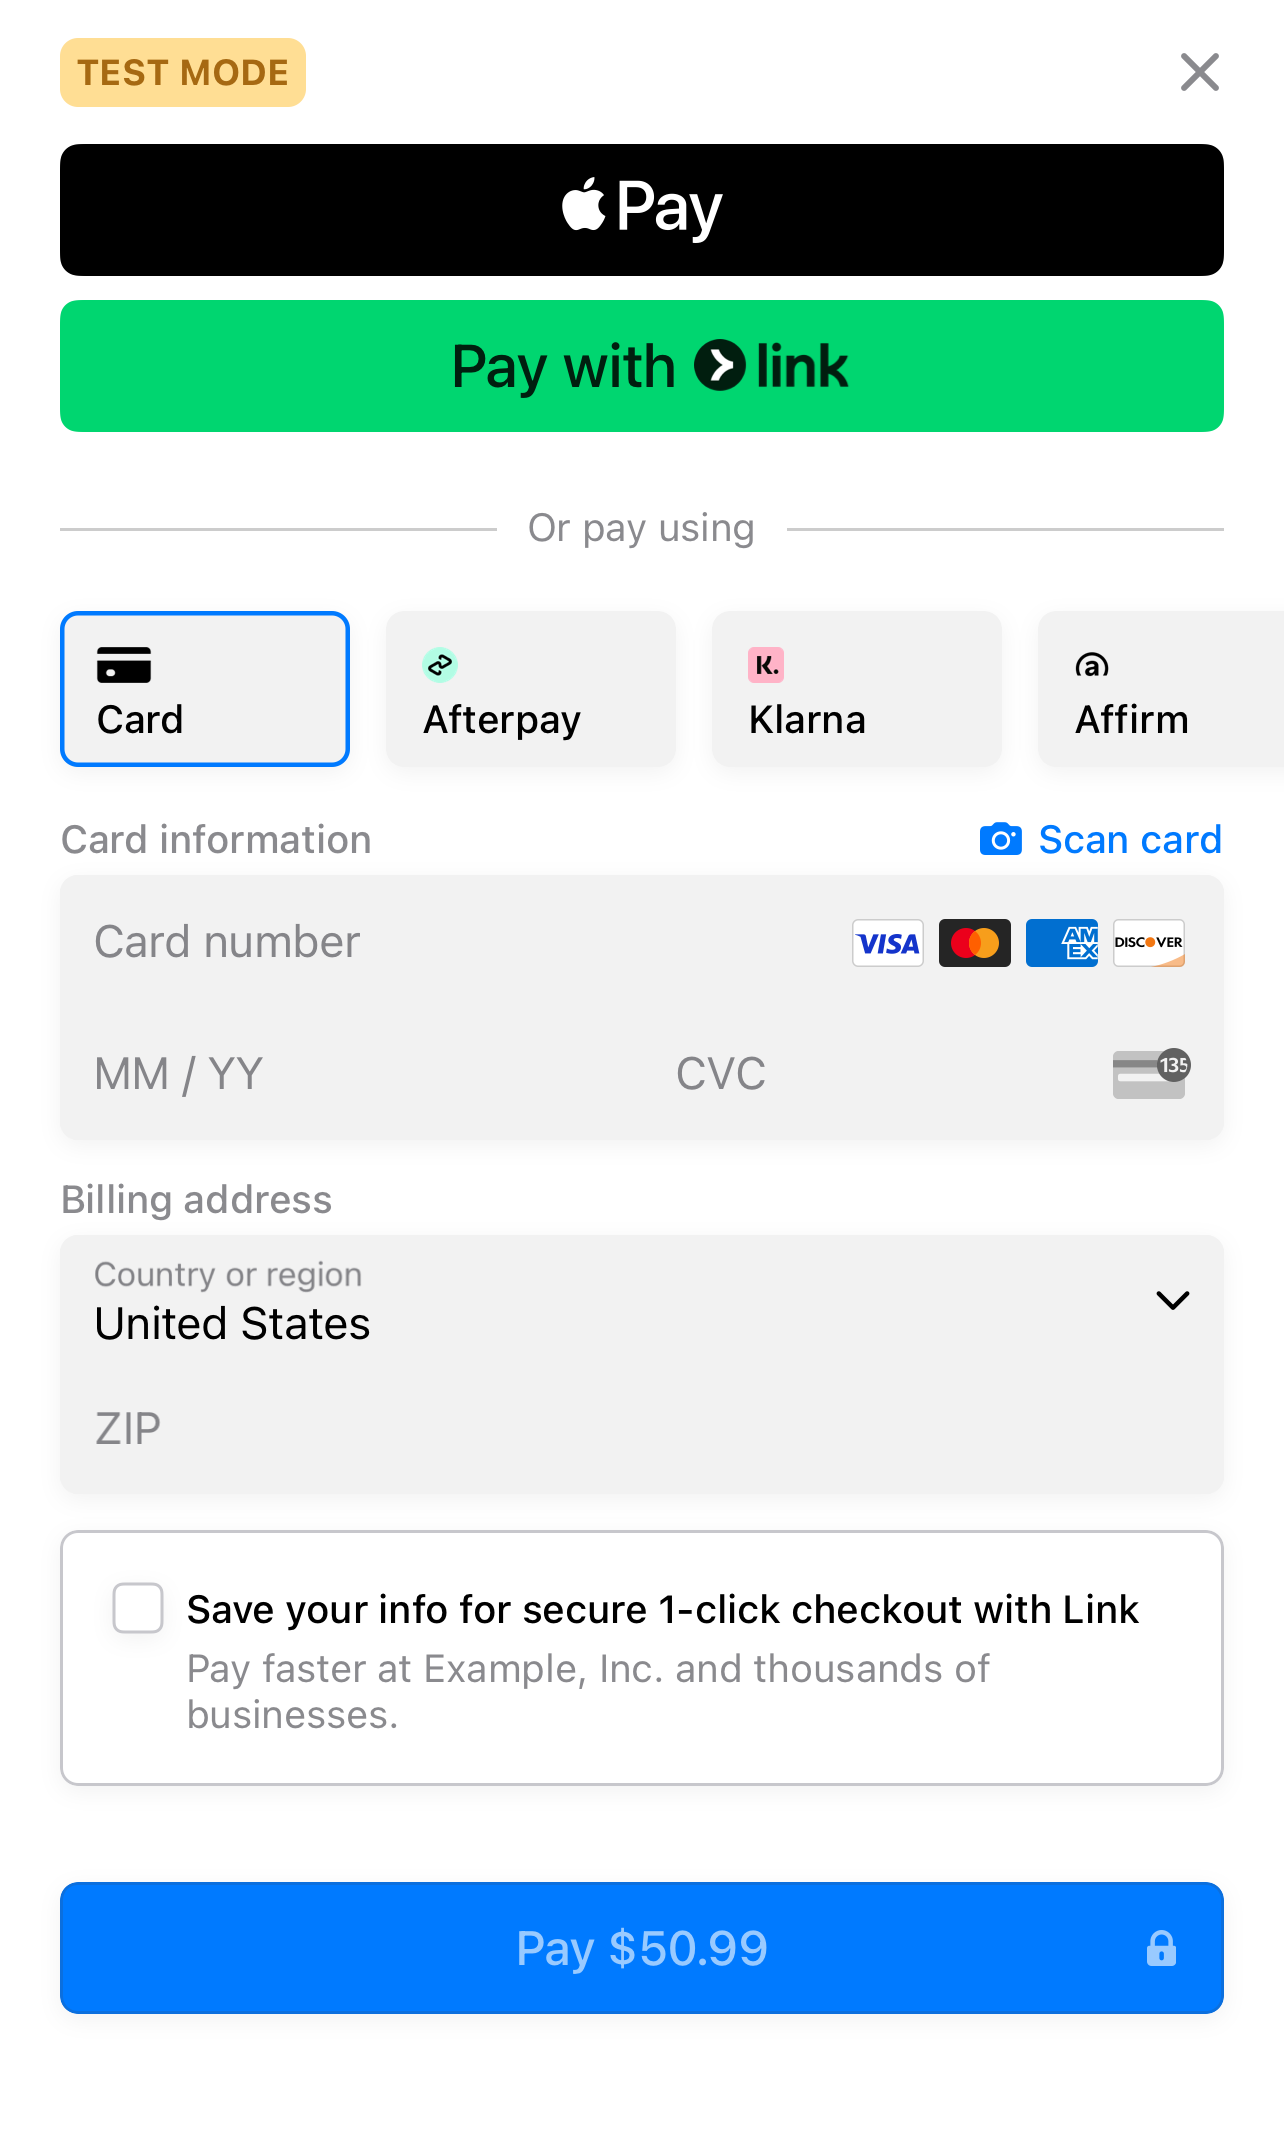 TEST MODE
Pay
Pay with link
Or pay using
Card
Afterpay
K.
Klarna
a
Affirm
Card information
Scan card
Card number
VISA
AM
EX
DISCOVER
MM / YY
CVC
135
Billing address
Country or region
United States
ZIP
Save your info for secure 1-click checkout with Link
Pay faster at Example, Inc. and thousands of
businesses.
Pay $50.99